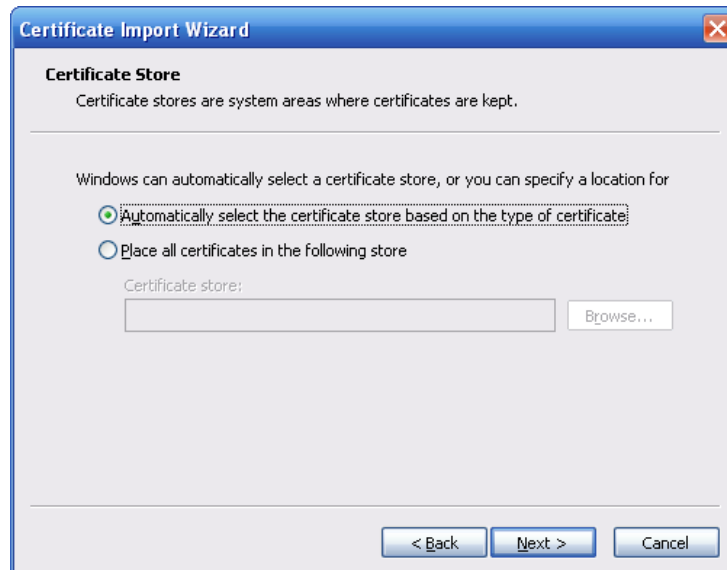 Certificate Import Wizard
Certificate Store
Certificate stores are system areas where certificates are kept.
Windows can automatically select a certificate store, or you can specify a location for
Automatically select the certificate store based on the type of certificate
Place all certificates in the following store
Certificate store:
Browse...
< Back
Next >
Cancel